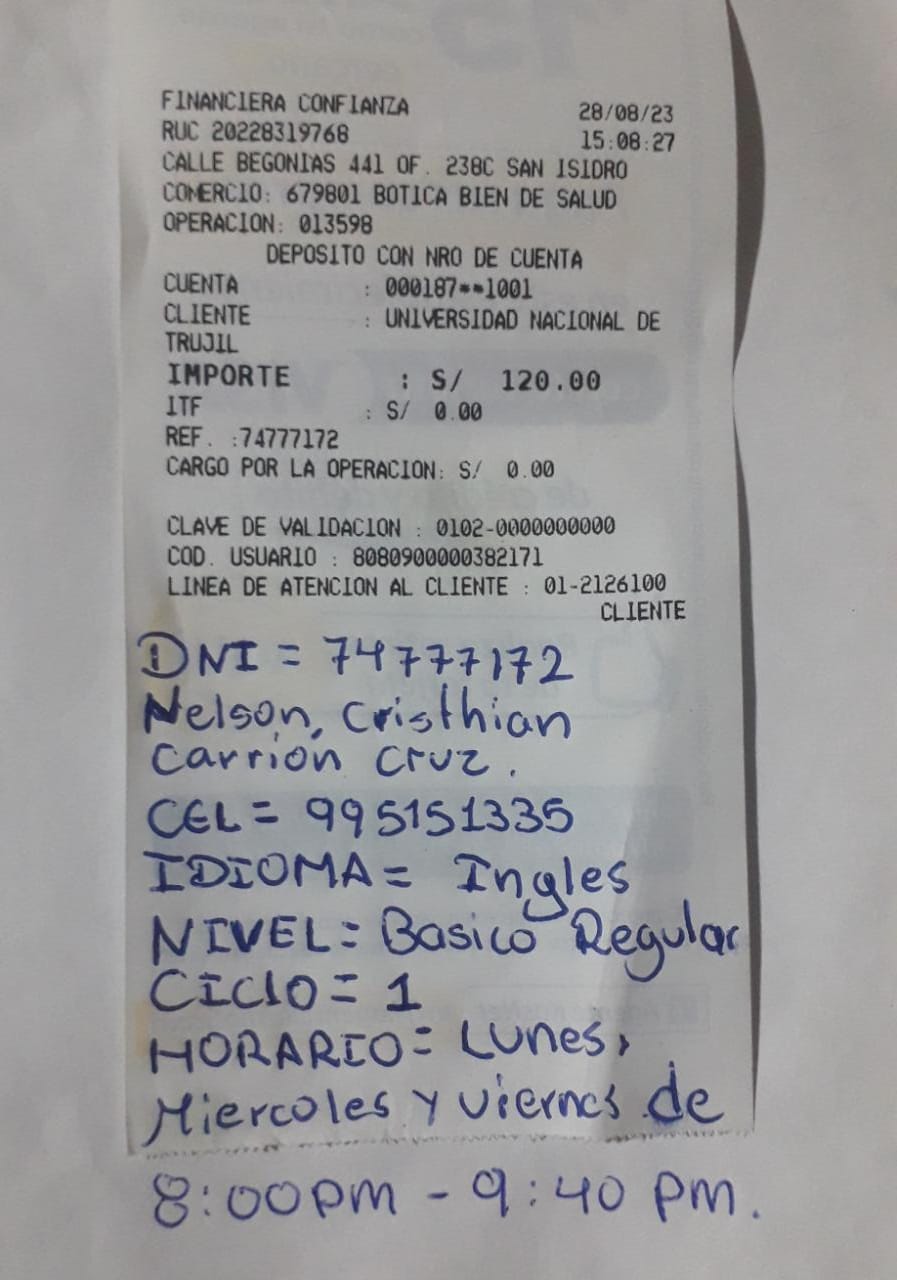 FINANCIERA CONFIANZA 28/08/23
RUC 20228319768 15:08:27
CALLE BEGONIAS 441 OF. 238C SAN ISIDRO
COMERCIO: 679801 BOTICA BIEN DE SALUD
OPERACION: 013598
DEPOSITO CON NRO DE CUENTA
CUENTA : 000187**1001
CLIENTE : UNIVERSIDAD NACIONAL DE
TRUJIL
IMPORTE : S/ 120.00
ITF : S/ 0.00
REF. :74777172
CARGO POR LA OPERACION: S/ 0.00
CLAVE DE VALIDACION : 0102-0000000000
COD. USUARIO : 8080900000382171
LINEA DE ATENCION AL CLIENTE : 01-2126100
CLIENTE
DNI = 74777172
Nelson, Cristhian
Carrión Cruz.
CEL = 995151335
IDIOMA = Ingles
NIVEL = Basico Regular
Ciclo = 1
HORARIO = Lunes,
Miercoles y viernes de
8:00 pm - 9:40 pm.